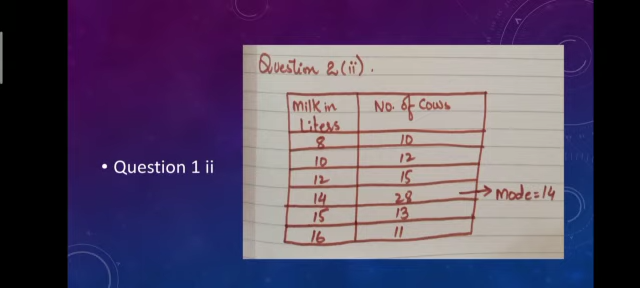 • Question 1 ii
Question 2 (ii).
Milk in Liters No. of Cows
8 10
10 12
12 15
14 28 → mode=14
15 13
16 11